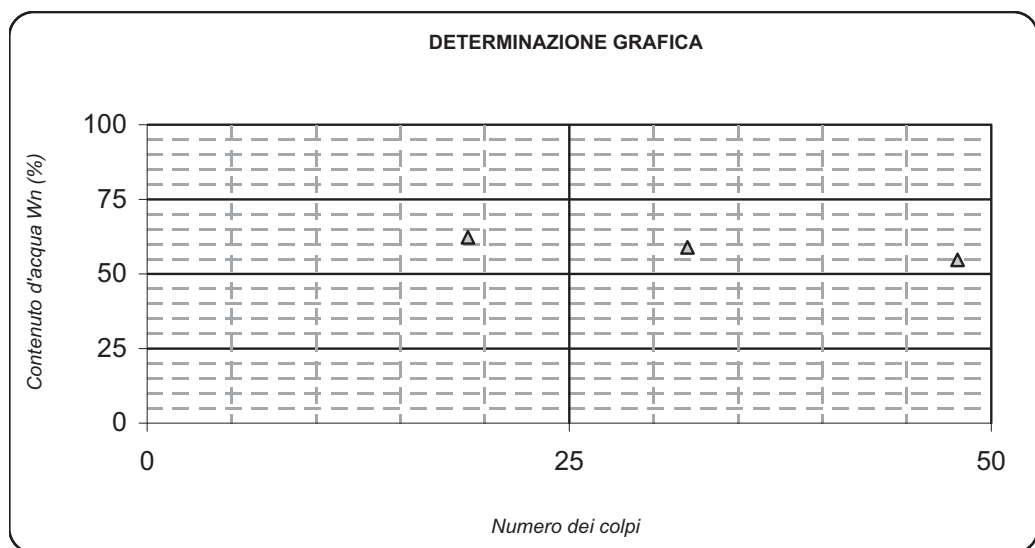 DETERMINAZIONE GRAFICA
Contenuto d'acqua Wn (%)
100
75
50
25
0
0 25 50
Numero dei colpi